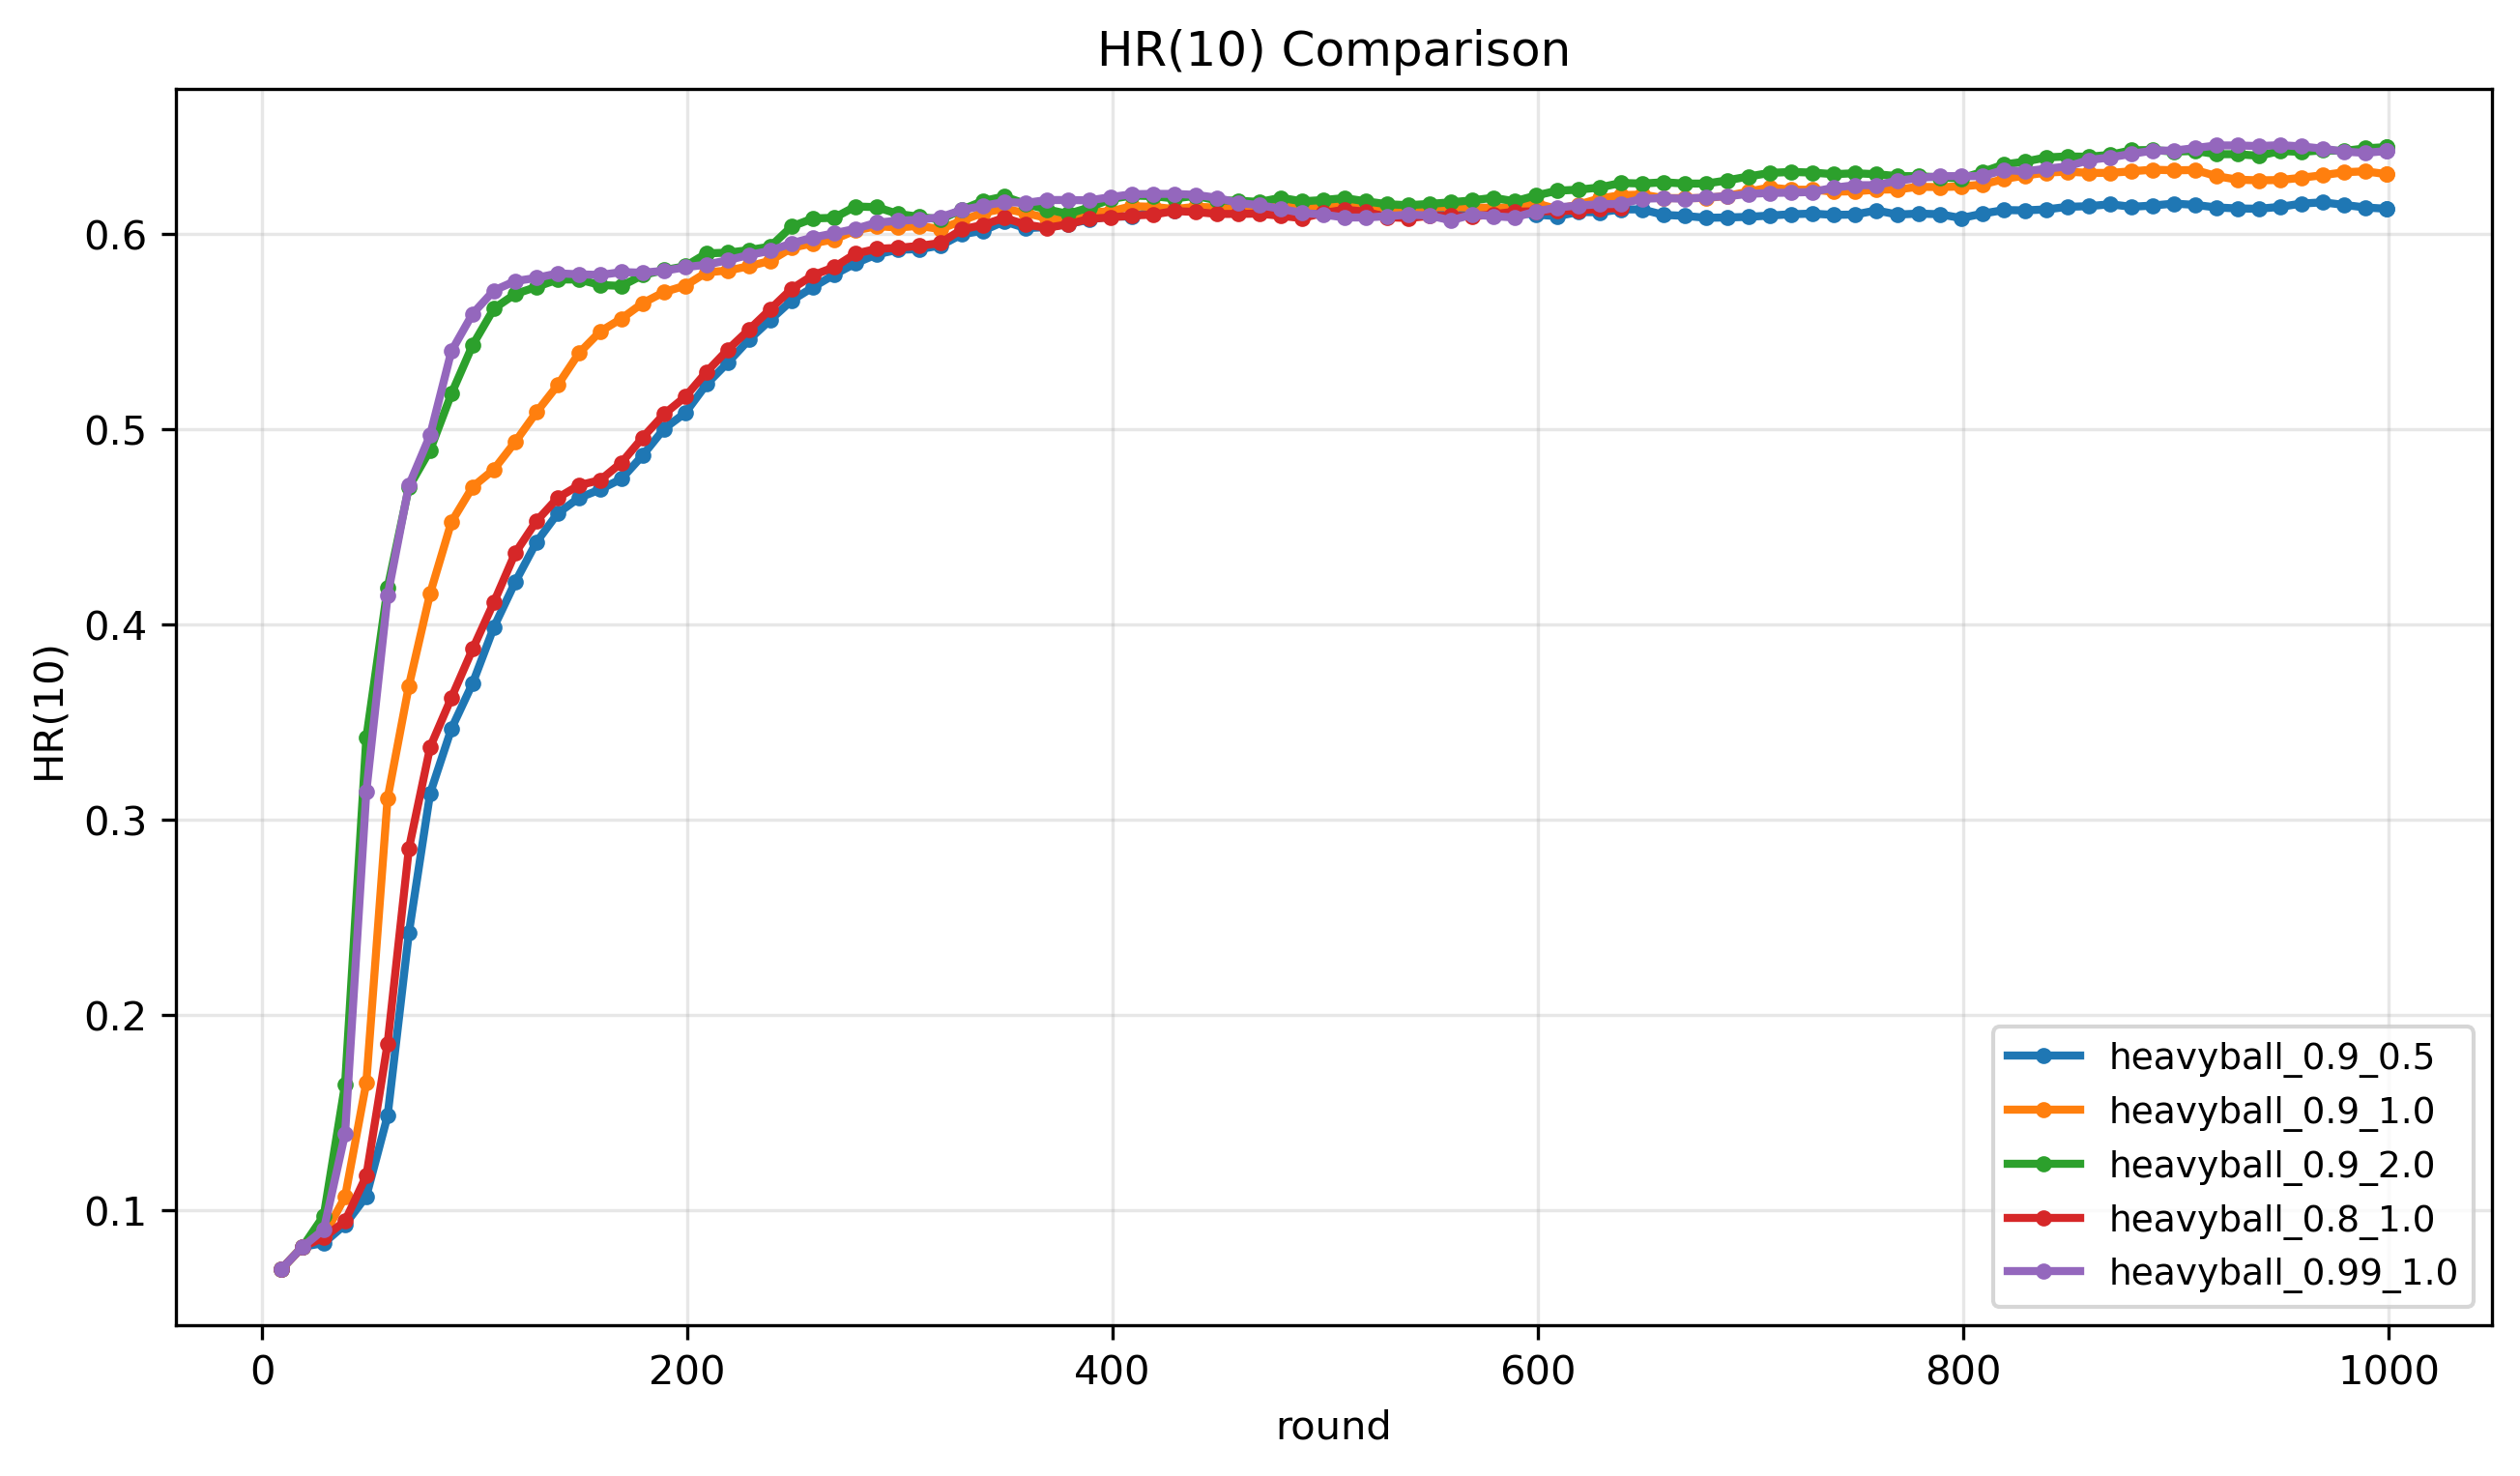 HR(10) Comparison
HR(10)
0.6
0.5
0.4
0.3
0.2
0.1
0
200
400
600
800
1000
round
heavyball_0.9_0.5
heavyball_0.9_1.0
heavyball_0.9_2.0
heavyball_0.8_1.0
heavyball_0.99_1.0